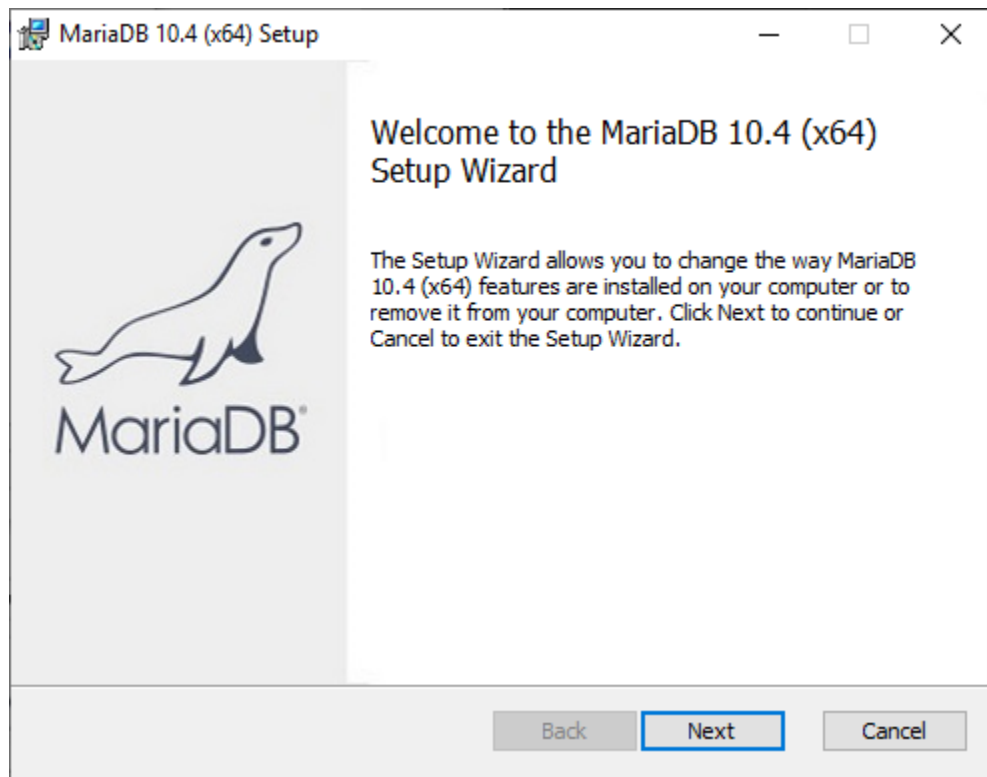 MariaDB 10.4 (x64) Setup
Welcome to the MariaDB 10.4 (x64)
Setup Wizard
The Setup Wizard allows you to change the way MariaDB
10.4 (x64) features are installed on your computer or to
remove it from your computer. Click Next to continue or
Cancel to exit the Setup Wizard.
MariaDB®
Back
Next
Cancel